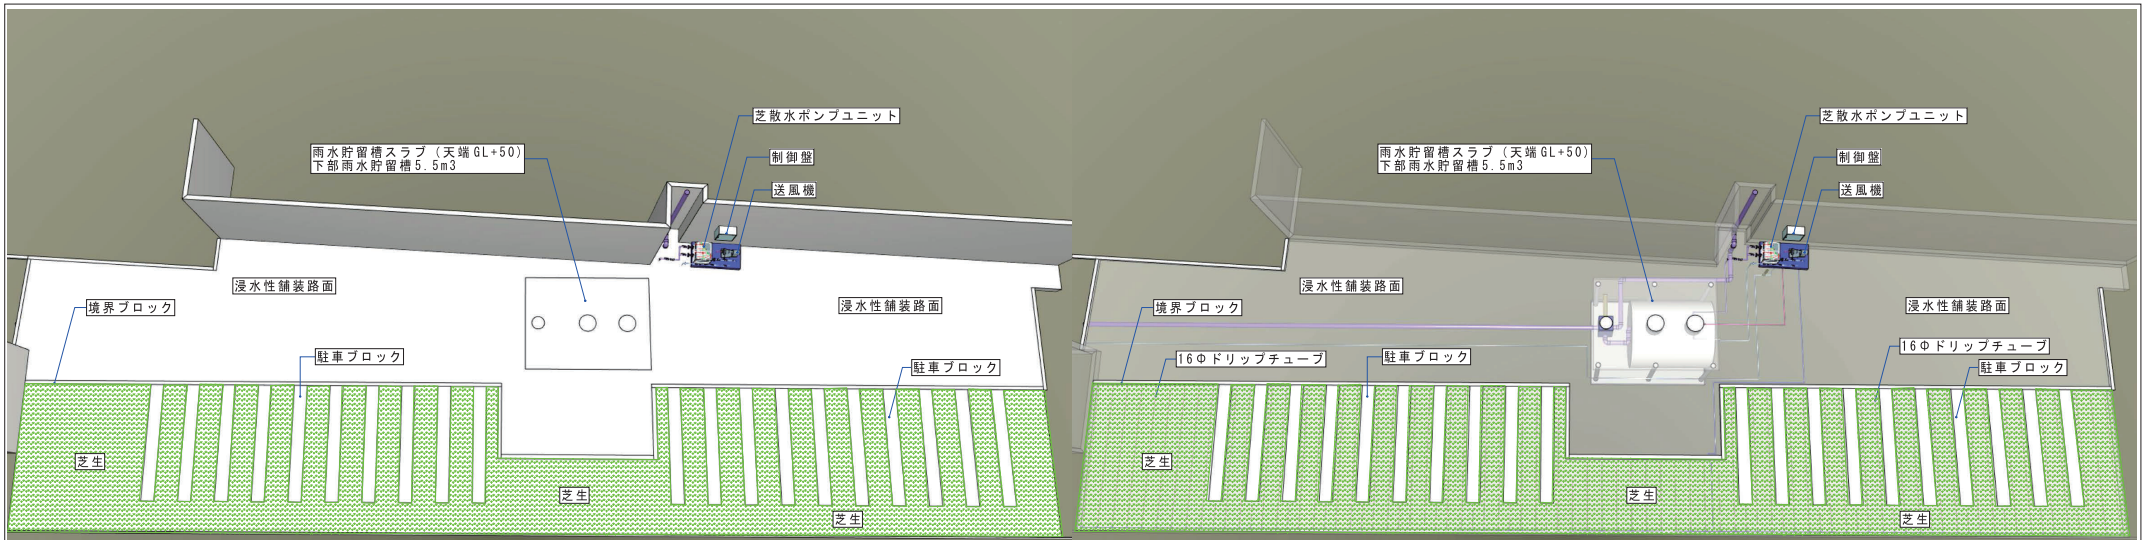 芝散水ポンプユニット
雨水貯留槽スラブ（天端GL+50）
下部雨水貯留槽5.5m3
制御盤
送風機
浸水性舗装路面
浸水性舗装路面
境界ブロック
駐車ブロック
駐車ブロック
芝生
芝生
芝生
芝散水ポンプユニット
雨水貯留槽スラブ（天端GL+50）
下部雨水貯留槽5.5m3
制御盤
送風機
浸水性舗装路面
浸水性舗装路面
境界ブロック
16Φドリップチューブ
駐車ブロック
16Φドリップチューブ
駐車ブロック
芝生
芝生
芝生